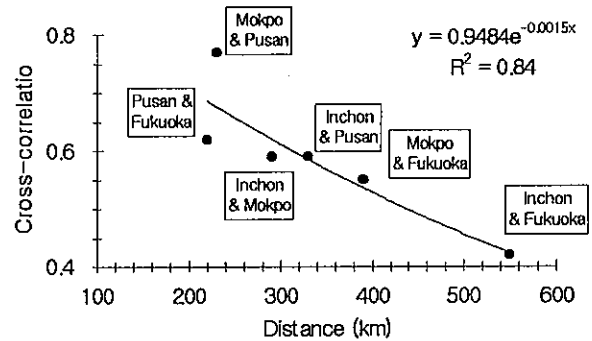 0.8
0.6
0.4
Cross-correlatio
Mokpo
& Pusan
y = 0.9484e-0.0015x
R2 = 0.84
Pusan &
Fukuoka
Inchon
& Pusan
Mokpo
& Fukuoka
Inchon
& Mokpo
Inchon
& Fukuoka
100 200 300 400 500 600
Distance (km)